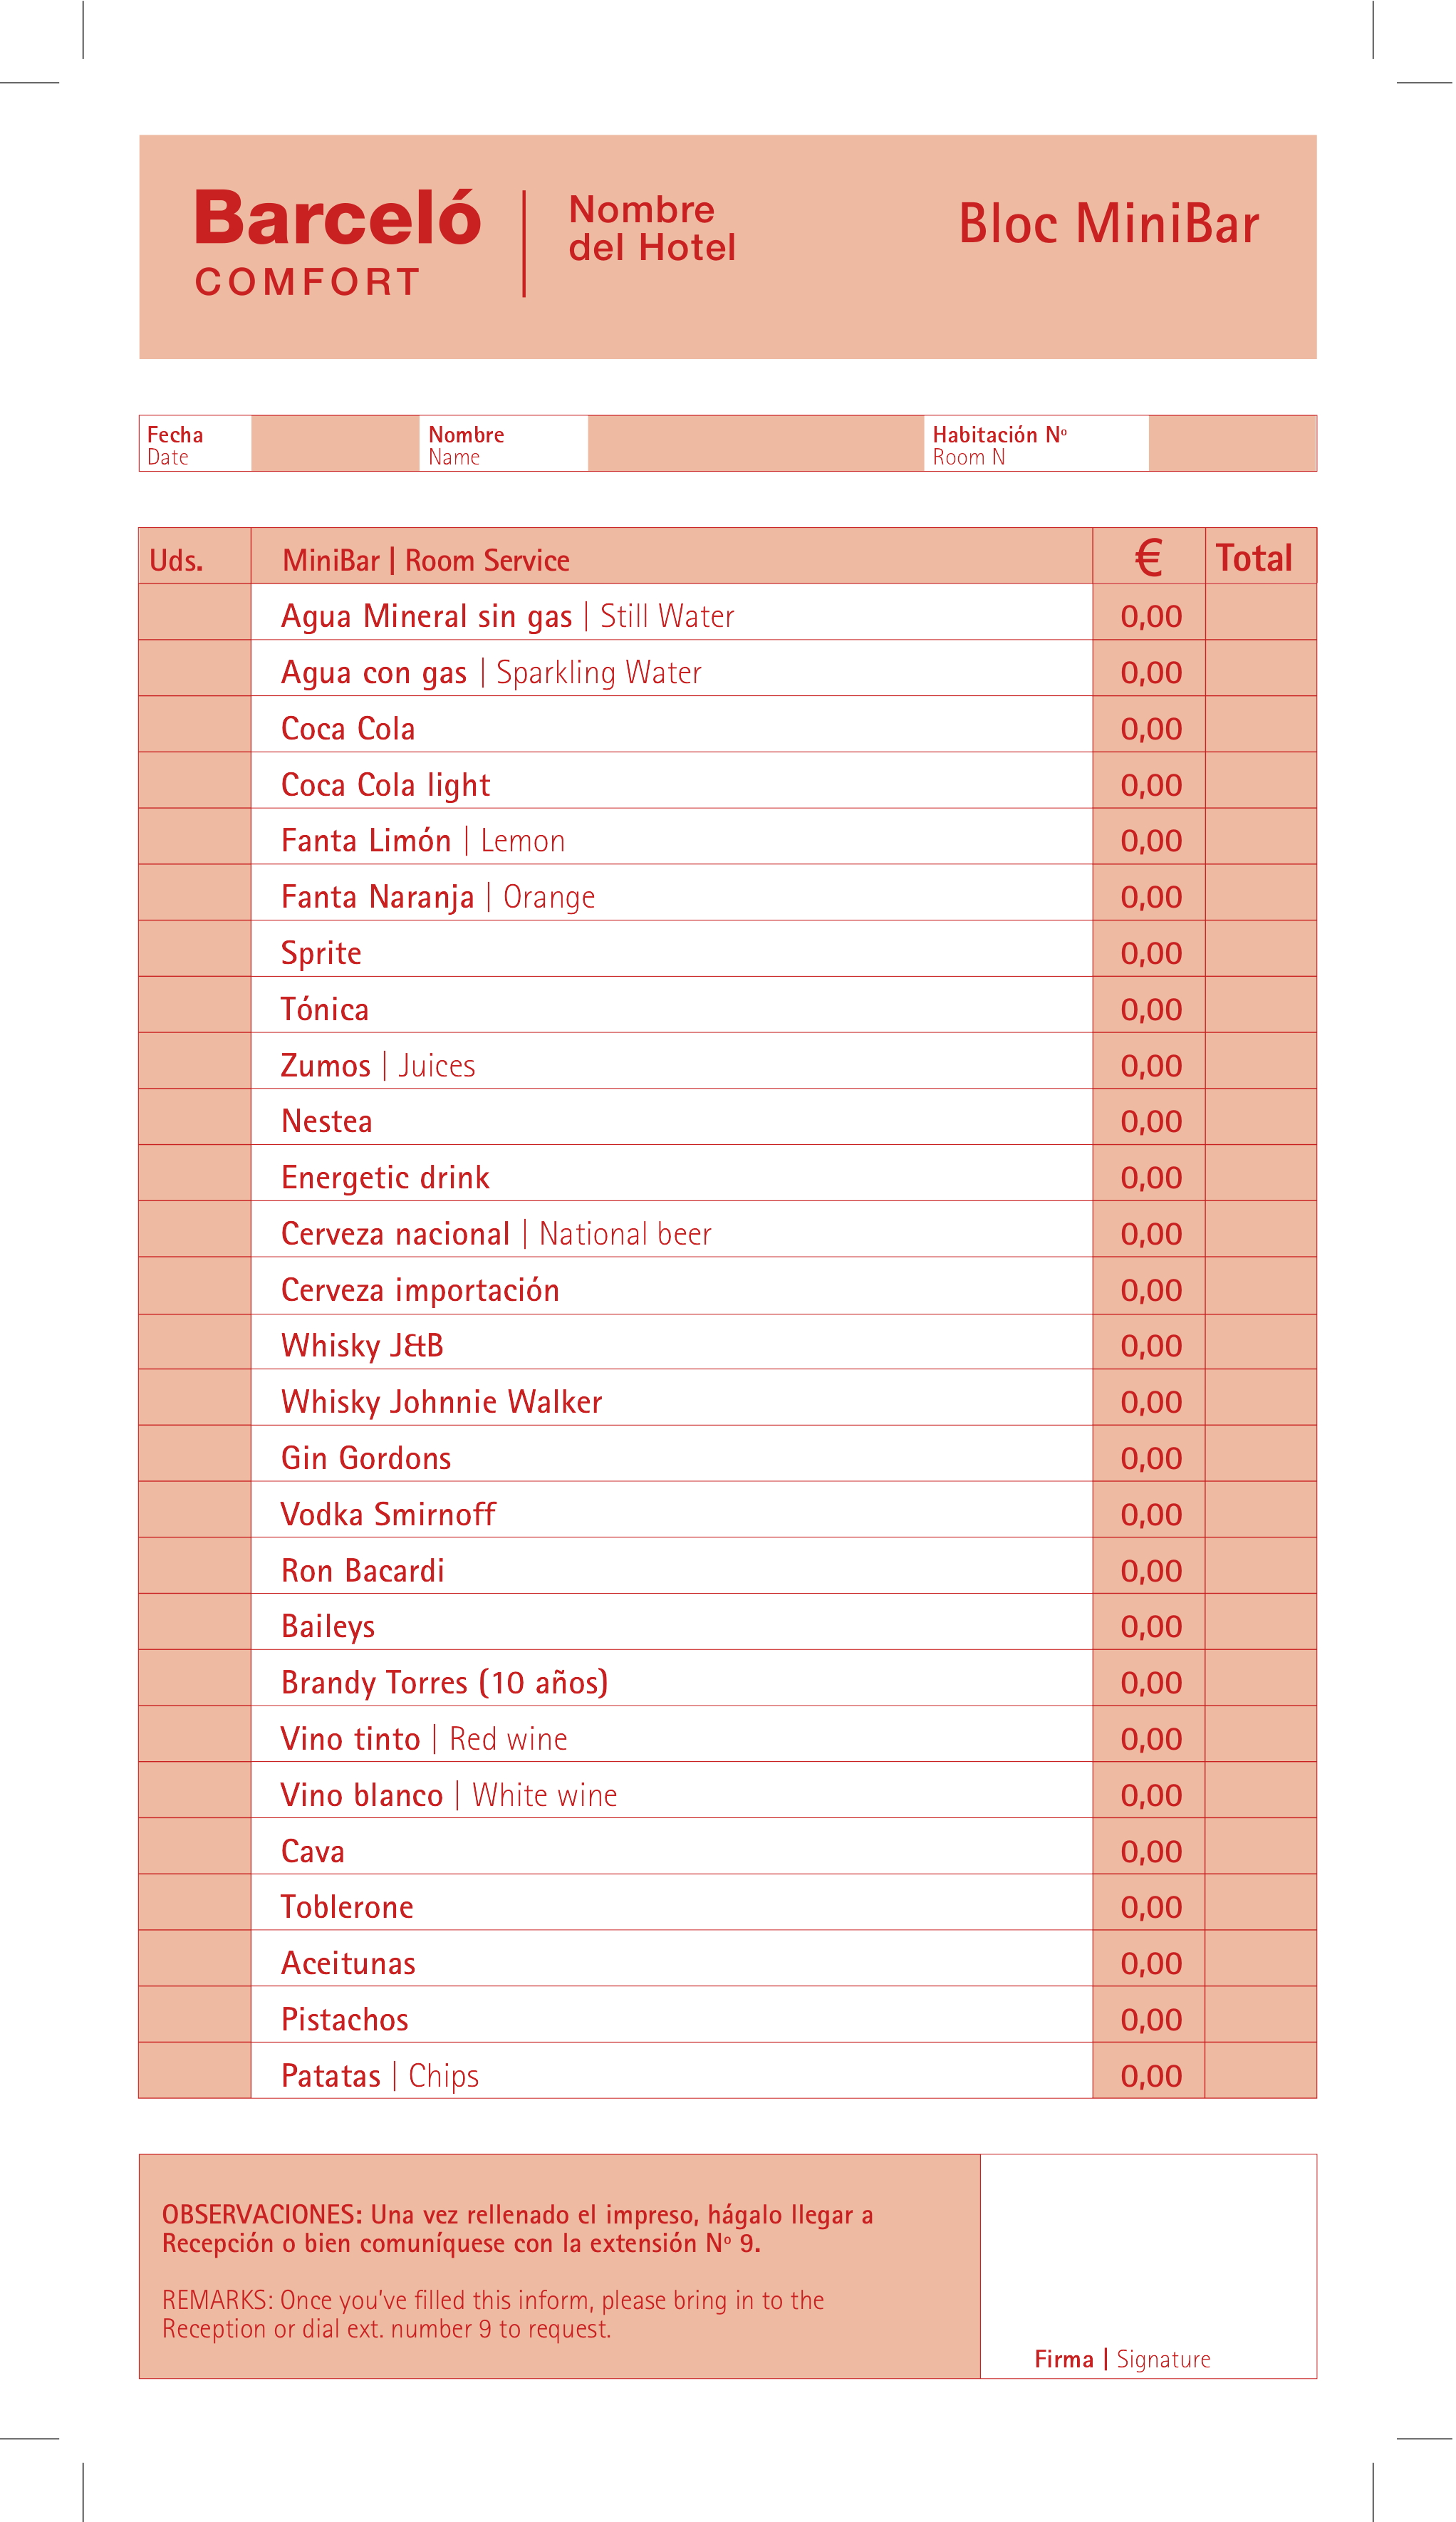 Barceló
COMFORT
Nombre
del Hotel
Bloc MiniBar
Fecha
Date
Nombre
Name
Habitación Nº
Room N
Uds. MiniBar | Room Service € Total
Agua Mineral sin gas | Still Water 0,00
Agua con gas | Sparkling Water 0,00
Coca Cola 0,00
Coca Cola light 0,00
Fanta Limón | Lemon 0,00
Fanta Naranja | Orange 0,00
Sprite 0,00
Tónica 0,00
Zumos | Juices 0,00
Nestea 0,00
Energetic drink 0,00
Cerveza nacional | National beer 0,00
Cerveza importación 0,00
Whisky J&B 0,00
Whisky Johnnie Walker 0,00
Gin Gordons 0,00
Vodka Smirnoff 0,00
Ron Bacardi 0,00
Baileys 0,00
Brandy Torres (10 años) 0,00
Vino tinto | Red wine 0,00
Vino blanco | White wine 0,00
Cava 0,00
Toblerone 0,00
Aceitunas 0,00
Pistachos 0,00
Patatas | Chips 0,00
OBSERVACIONES: Una vez rellenado el impreso, hágalo llegar a
Recepción o bien comuníquese con la extensión Nº 9.
REMARKS: Once you’ve filled this inform, please bring in to the
Reception or dial ext. number 9 to request.
Firma | Signature